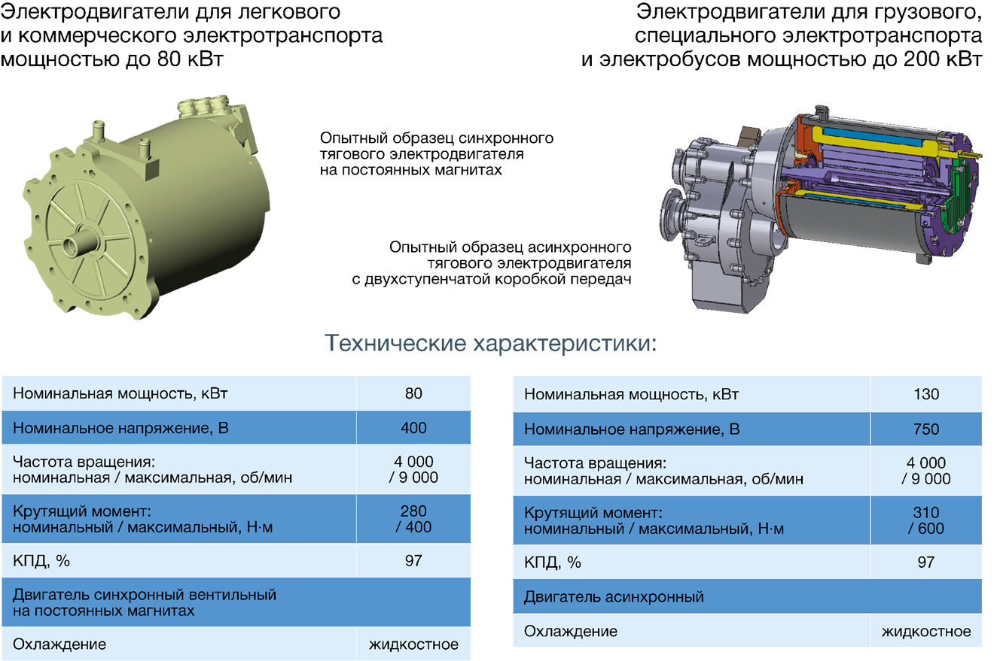 Электродвигатели для легкового
и коммерческого электротранспорта
мощностью до 80 кВт
Электродвигатели для грузового,
специального электротранспорта
и электробусов мощностью до 200 кВт
Опытный образец синхронного
тягового электродвигателя
на постоянных магнитах
Опытный образец асинхронного
тягового электродвигателя
с двухступенчатой коробкой передач
Технические характеристики:
Номинальная мощность, кВт 80
Номинальное напряжение, В 400
Частота вращения: 4 000
номинальная / максимальная, об/мин / 9 000
Крутящий момент: 280
номинальный / максимальный, Н·м / 400
КПД, % 97
Двигатель синхронный вентильный
на постоянных магнитах
Охлаждение жидкостное
Номинальная мощность, кВт 130
Номинальное напряжение, В 750
Частота вращения: 4 000
номинальная / максимальная, об/мин / 9 000
Крутящий момент: 310
номинальный / максимальный, Н·м / 600
КПД, % 97
Двигатель асинхронный
Охлаждение жидкостное